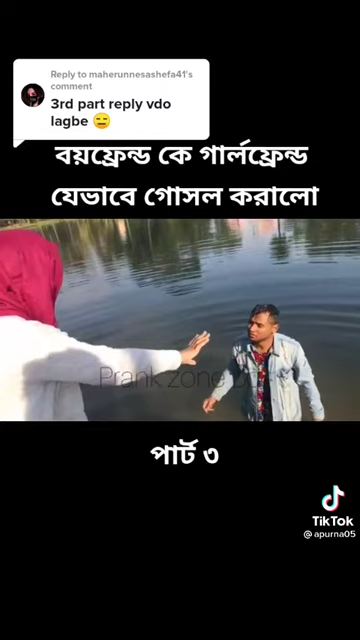 Reply to maherunnesashefa41's
comment
3rd part reply vdo
lagbe 😑
বয়ফ্রেন্ড কে গার্লফ্রেন্ড
যেভাবে গোসল করালো
Prank zone
পার্ট ৩
TikTok
@apurna05